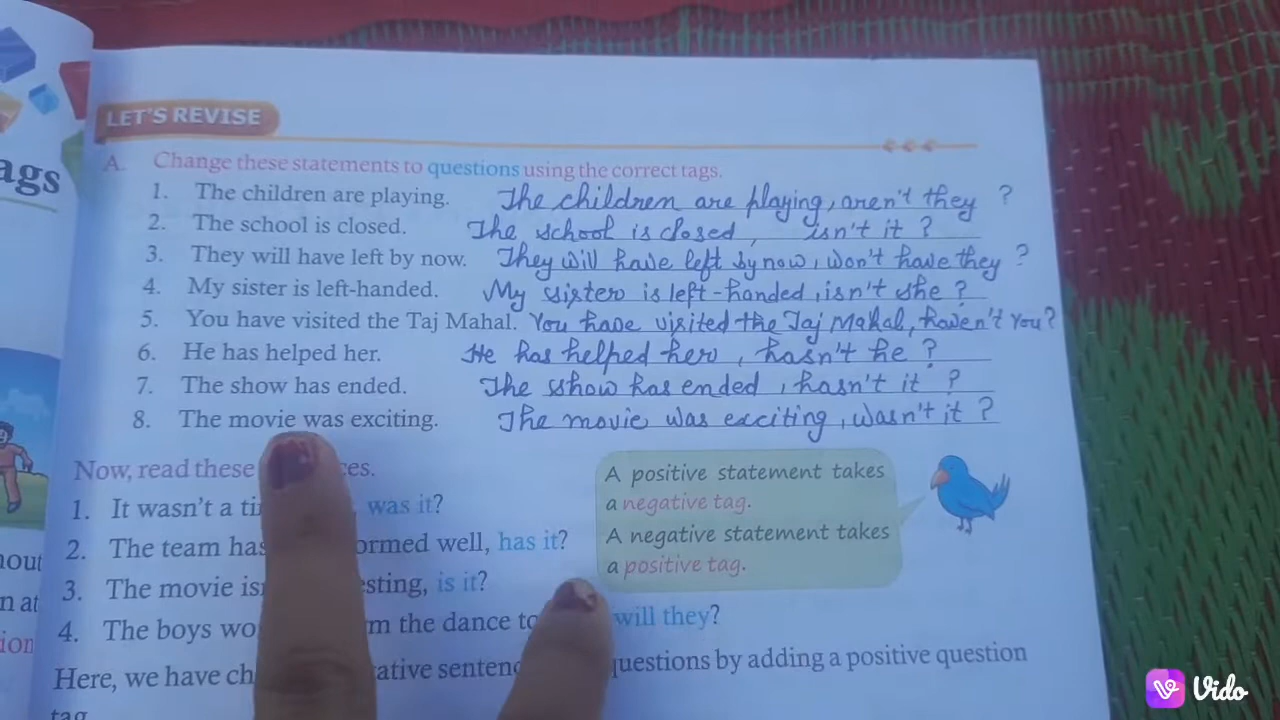 ags
LET'S REVISE
A. Change these statements to questions using the correct tags.
1. The children are playing. The children are playing, aren't they ?
2. The school is closed. The school is closed, isn't it ?
3. They will have left by now. They will have left by now, won't have they ?
4. My sister is left-handed. My sister is left-handed, isn't she ?
5. You have visited the Taj Mahal. You have visited the Taj Mahal, haven't you?
6. He has helped her. He has helped her, hasn't he ?
7. The show has ended. The show has ended, hasn't it ?
8. The movie was exciting. The movie was exciting, wasn't it ?
Now, read these
1. It wasn't a was it?
2. The team has ormed well, has it?
3. The movie esting, is it?
4. The boys m the dance will they?
Here, we have ative uestions by adding a positive question
tag
A positive statement takes
a negative tag.
A negative statement takes
a positive tag.
Vido